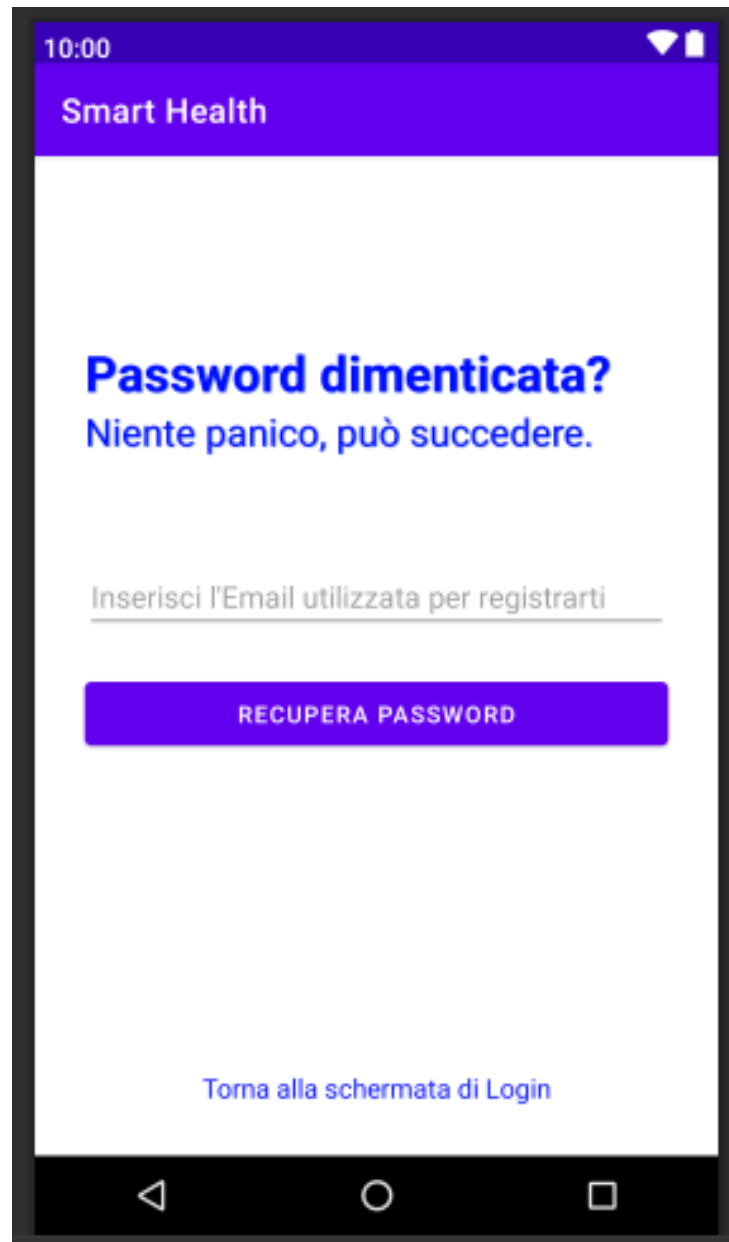 10:00
Smart Health
Password dimenticata?
Niente panico, può succedere.
Inserisci l'Email utilizzata per registrarti
RECUPERA PASSWORD
Torna alla schermata di Login